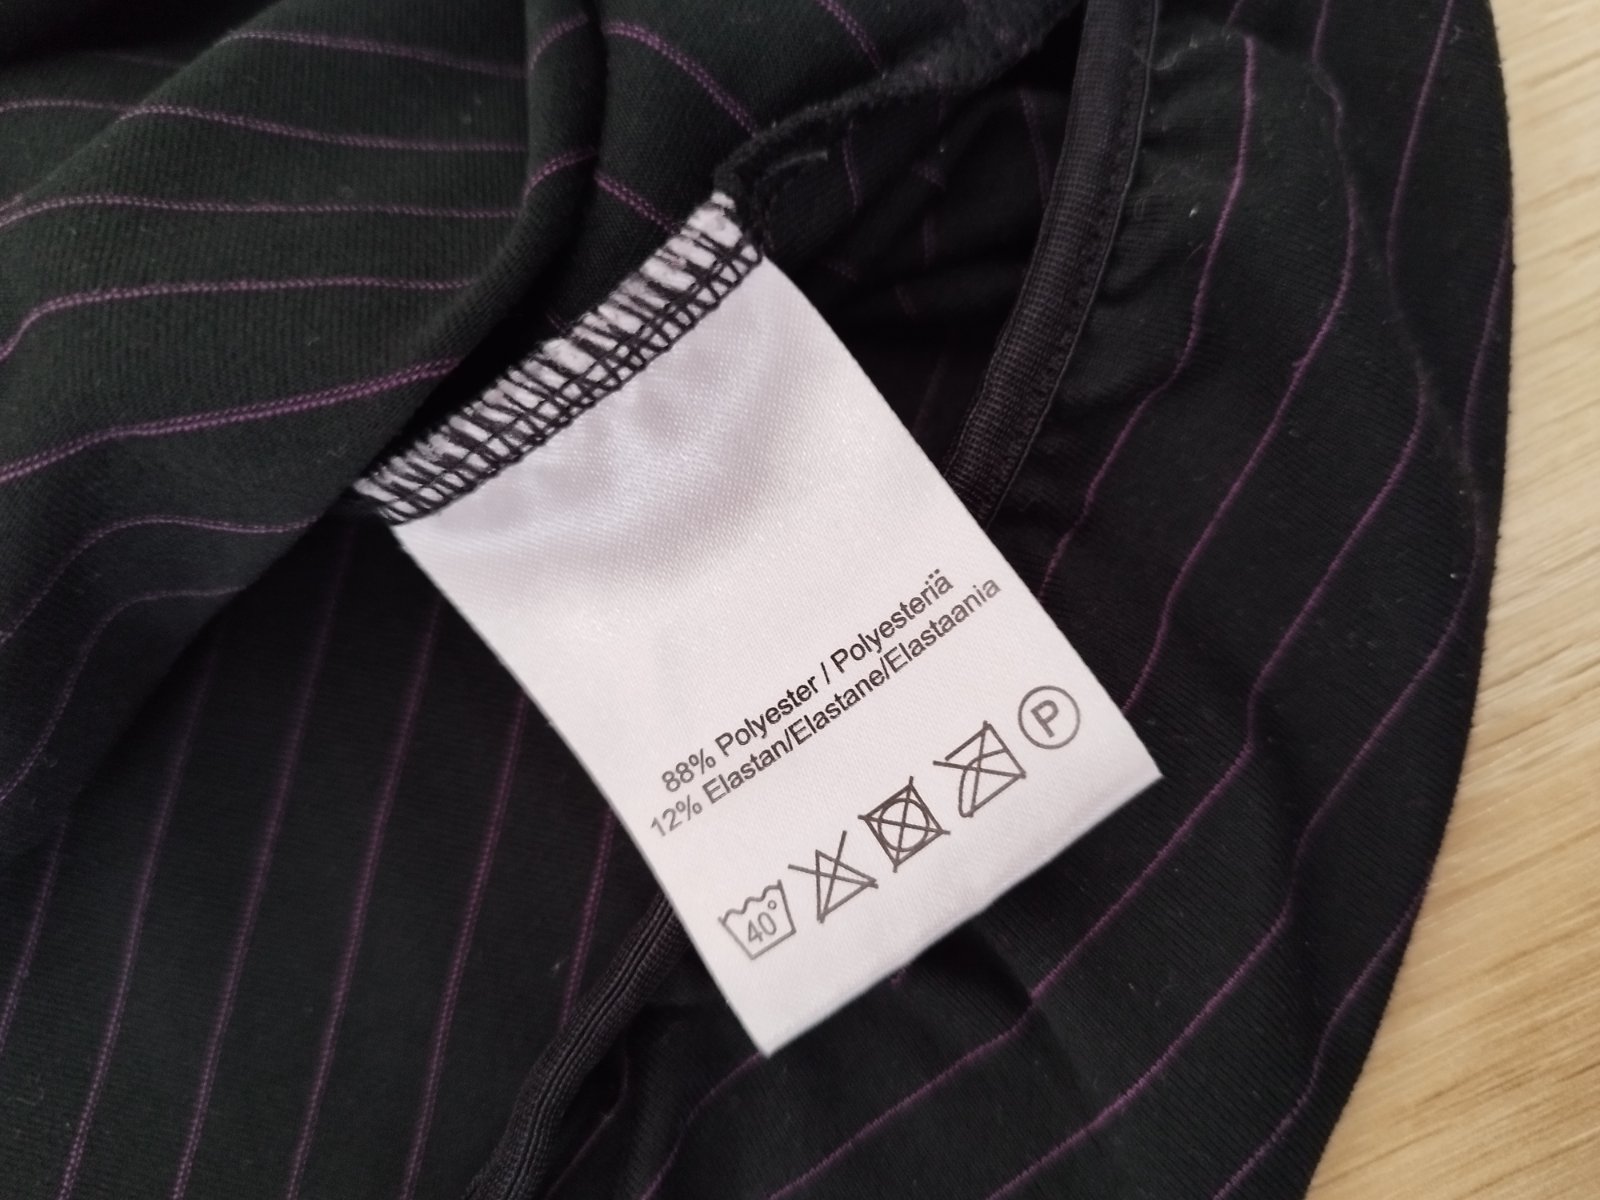 88% Polyester / Polyesteriä
12% Elastan/Elastane/Elastaania
40° P